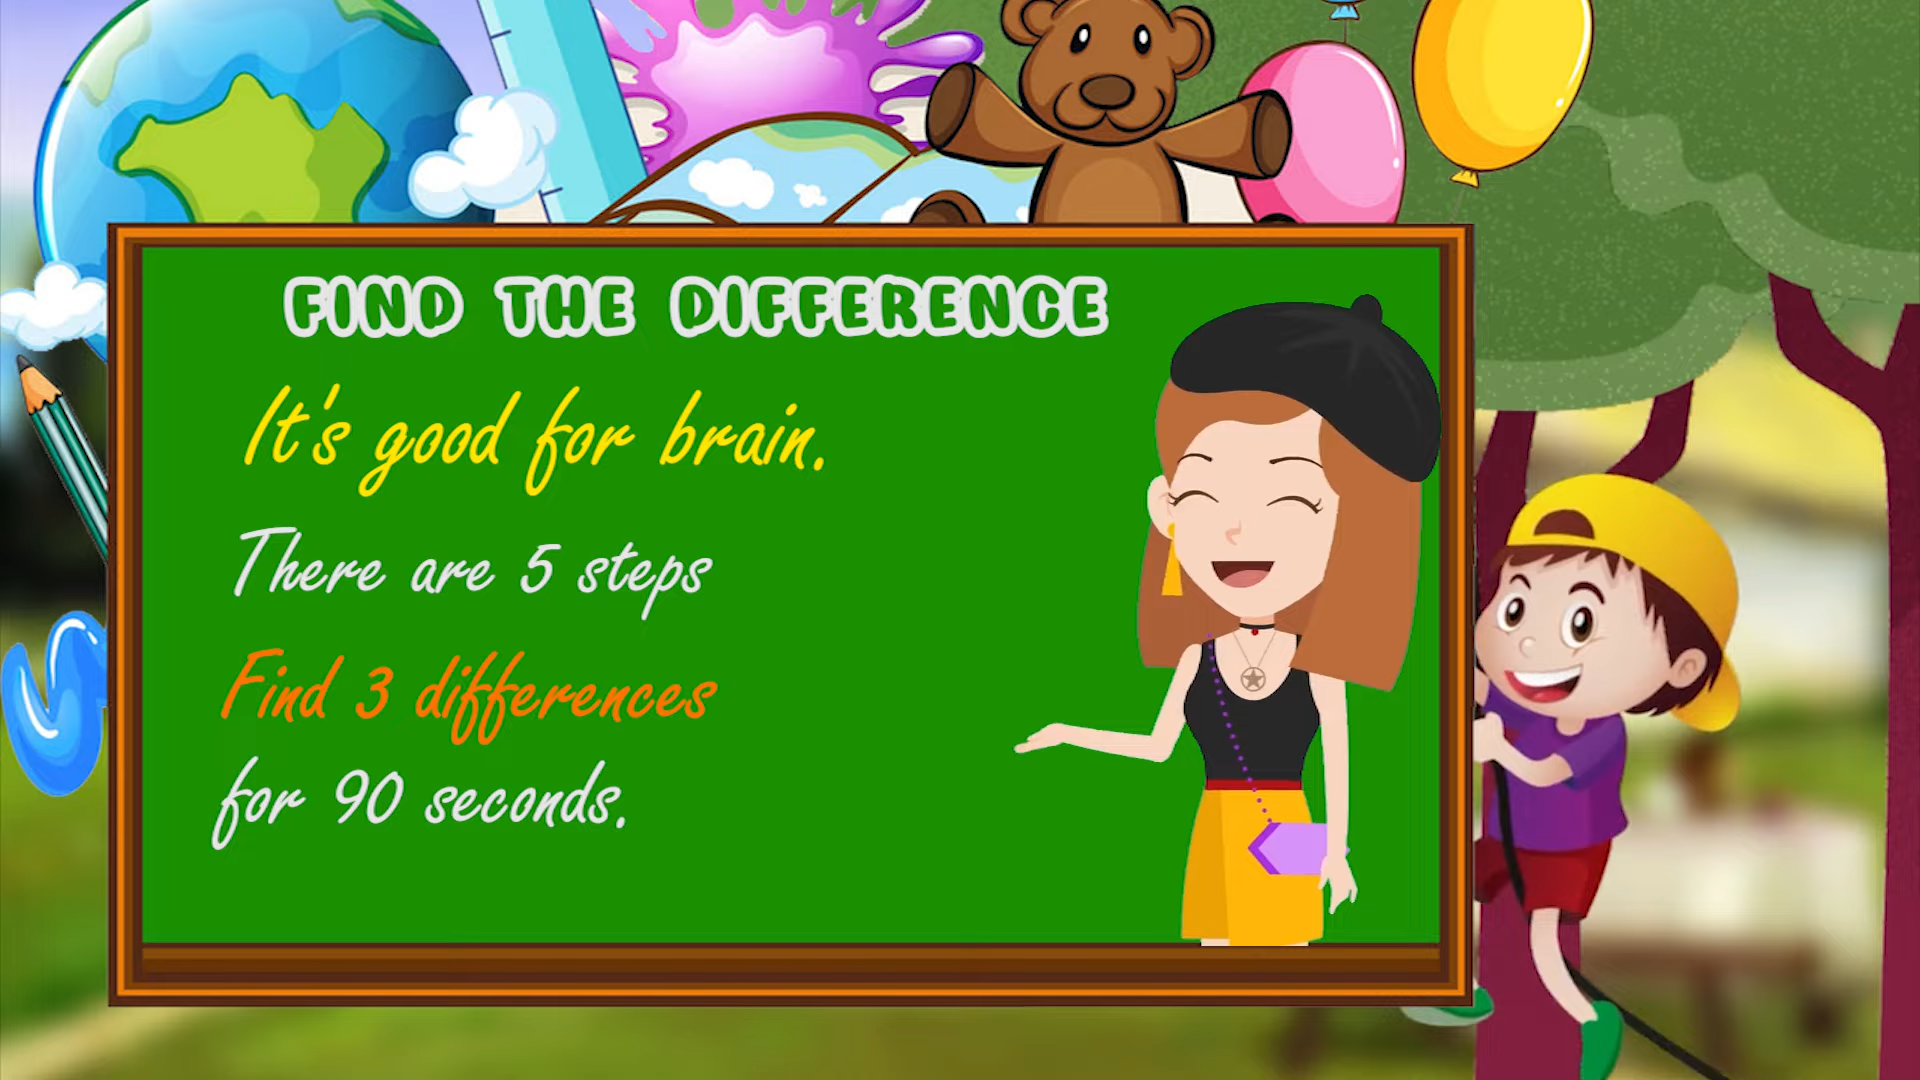 FIND THE DIFFERENCE
It's good for brain.
There are 5 steps
Find 3 differences
for 90 seconds.